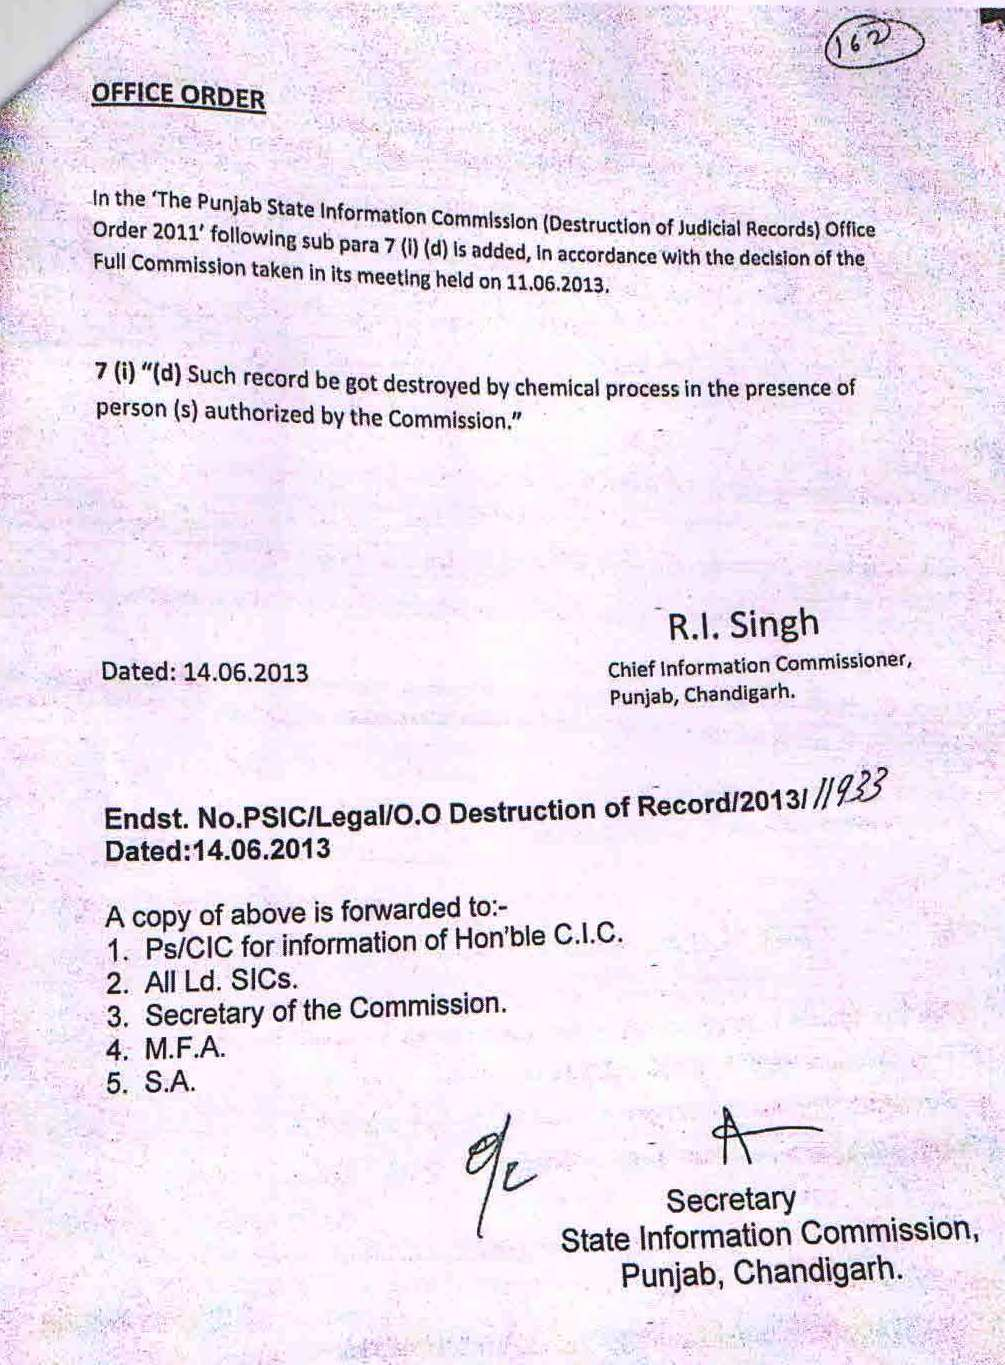 162
OFFICE ORDER
In the ‘The Punjab State Information Commission (Destruction of Judicial Records) Office
Order 2011’ following sub para 7 (i) (d) is added, in accordance with the decision of the
Full Commission taken in its meeting held on 11.06.2013.
7 (i) “(d) Such record be got destroyed by chemical process in the presence of
person (s) authorized by the Commission.”
R.I. Singh
Dated: 14.06.2013
Chief Information Commissioner,
Punjab, Chandigarh.
Endst. No.PSIC/Legal/O.O Destruction of Record/2013/ 11933
Dated:14.06.2013
A copy of above is forwarded to:-
1. Ps/CIC for information of Hon’ble C.I.C.
2. All Ld. SICs.
3. Secretary of the Commission.
4. M.F.A.
5. S.A.
o/c
Secretary
State Information Commission,
Punjab, Chandigarh.